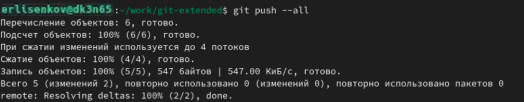 erlisenkov@dk3n65:~/work/git-extended$ git push --all
Перечисление объектов: 6, готово.
Подсчет объектов: 100% (6/6), готово.
При сжатии изменений используется до 4 потоков
Сжатие объектов: 100% (4/4), готово.
Запись объектов: 100% (5/5), 547 байтов | 547.00 КиБ/с, готово.
Всего 5 (изменений 2), повторно использовано 0 (изменений 0), повторно использовано пакетов 0
remote: Resolving deltas: 100% (2/2), done.